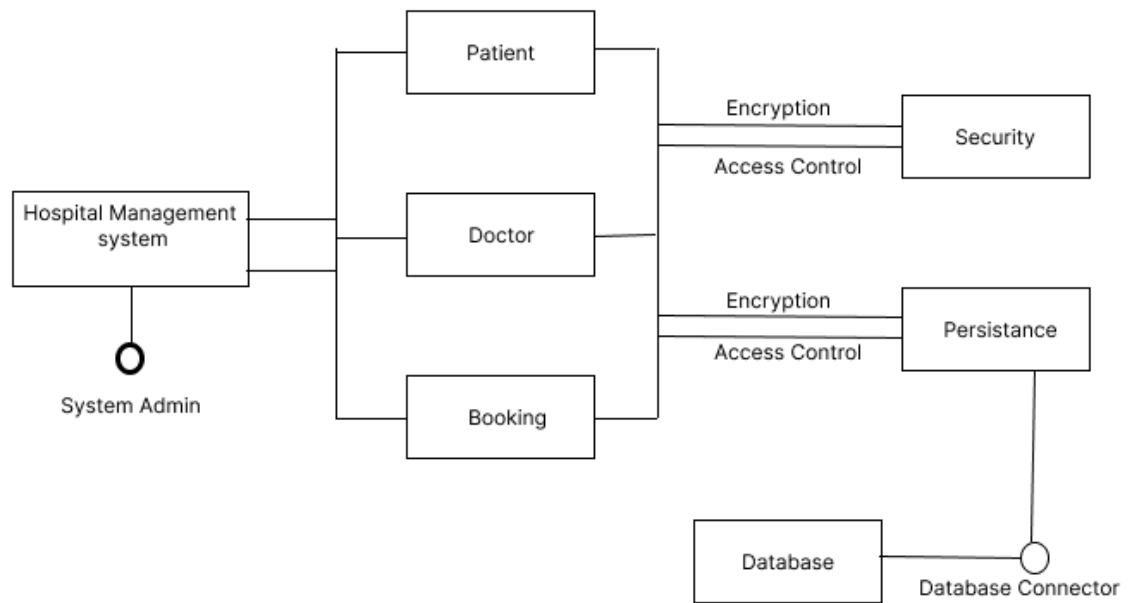 Patient
Encryption
Security
Access Control
Hospital Management
system
Doctor
Encryption
Persistance
Access Control
System Admin
Booking
Database
Database Connector